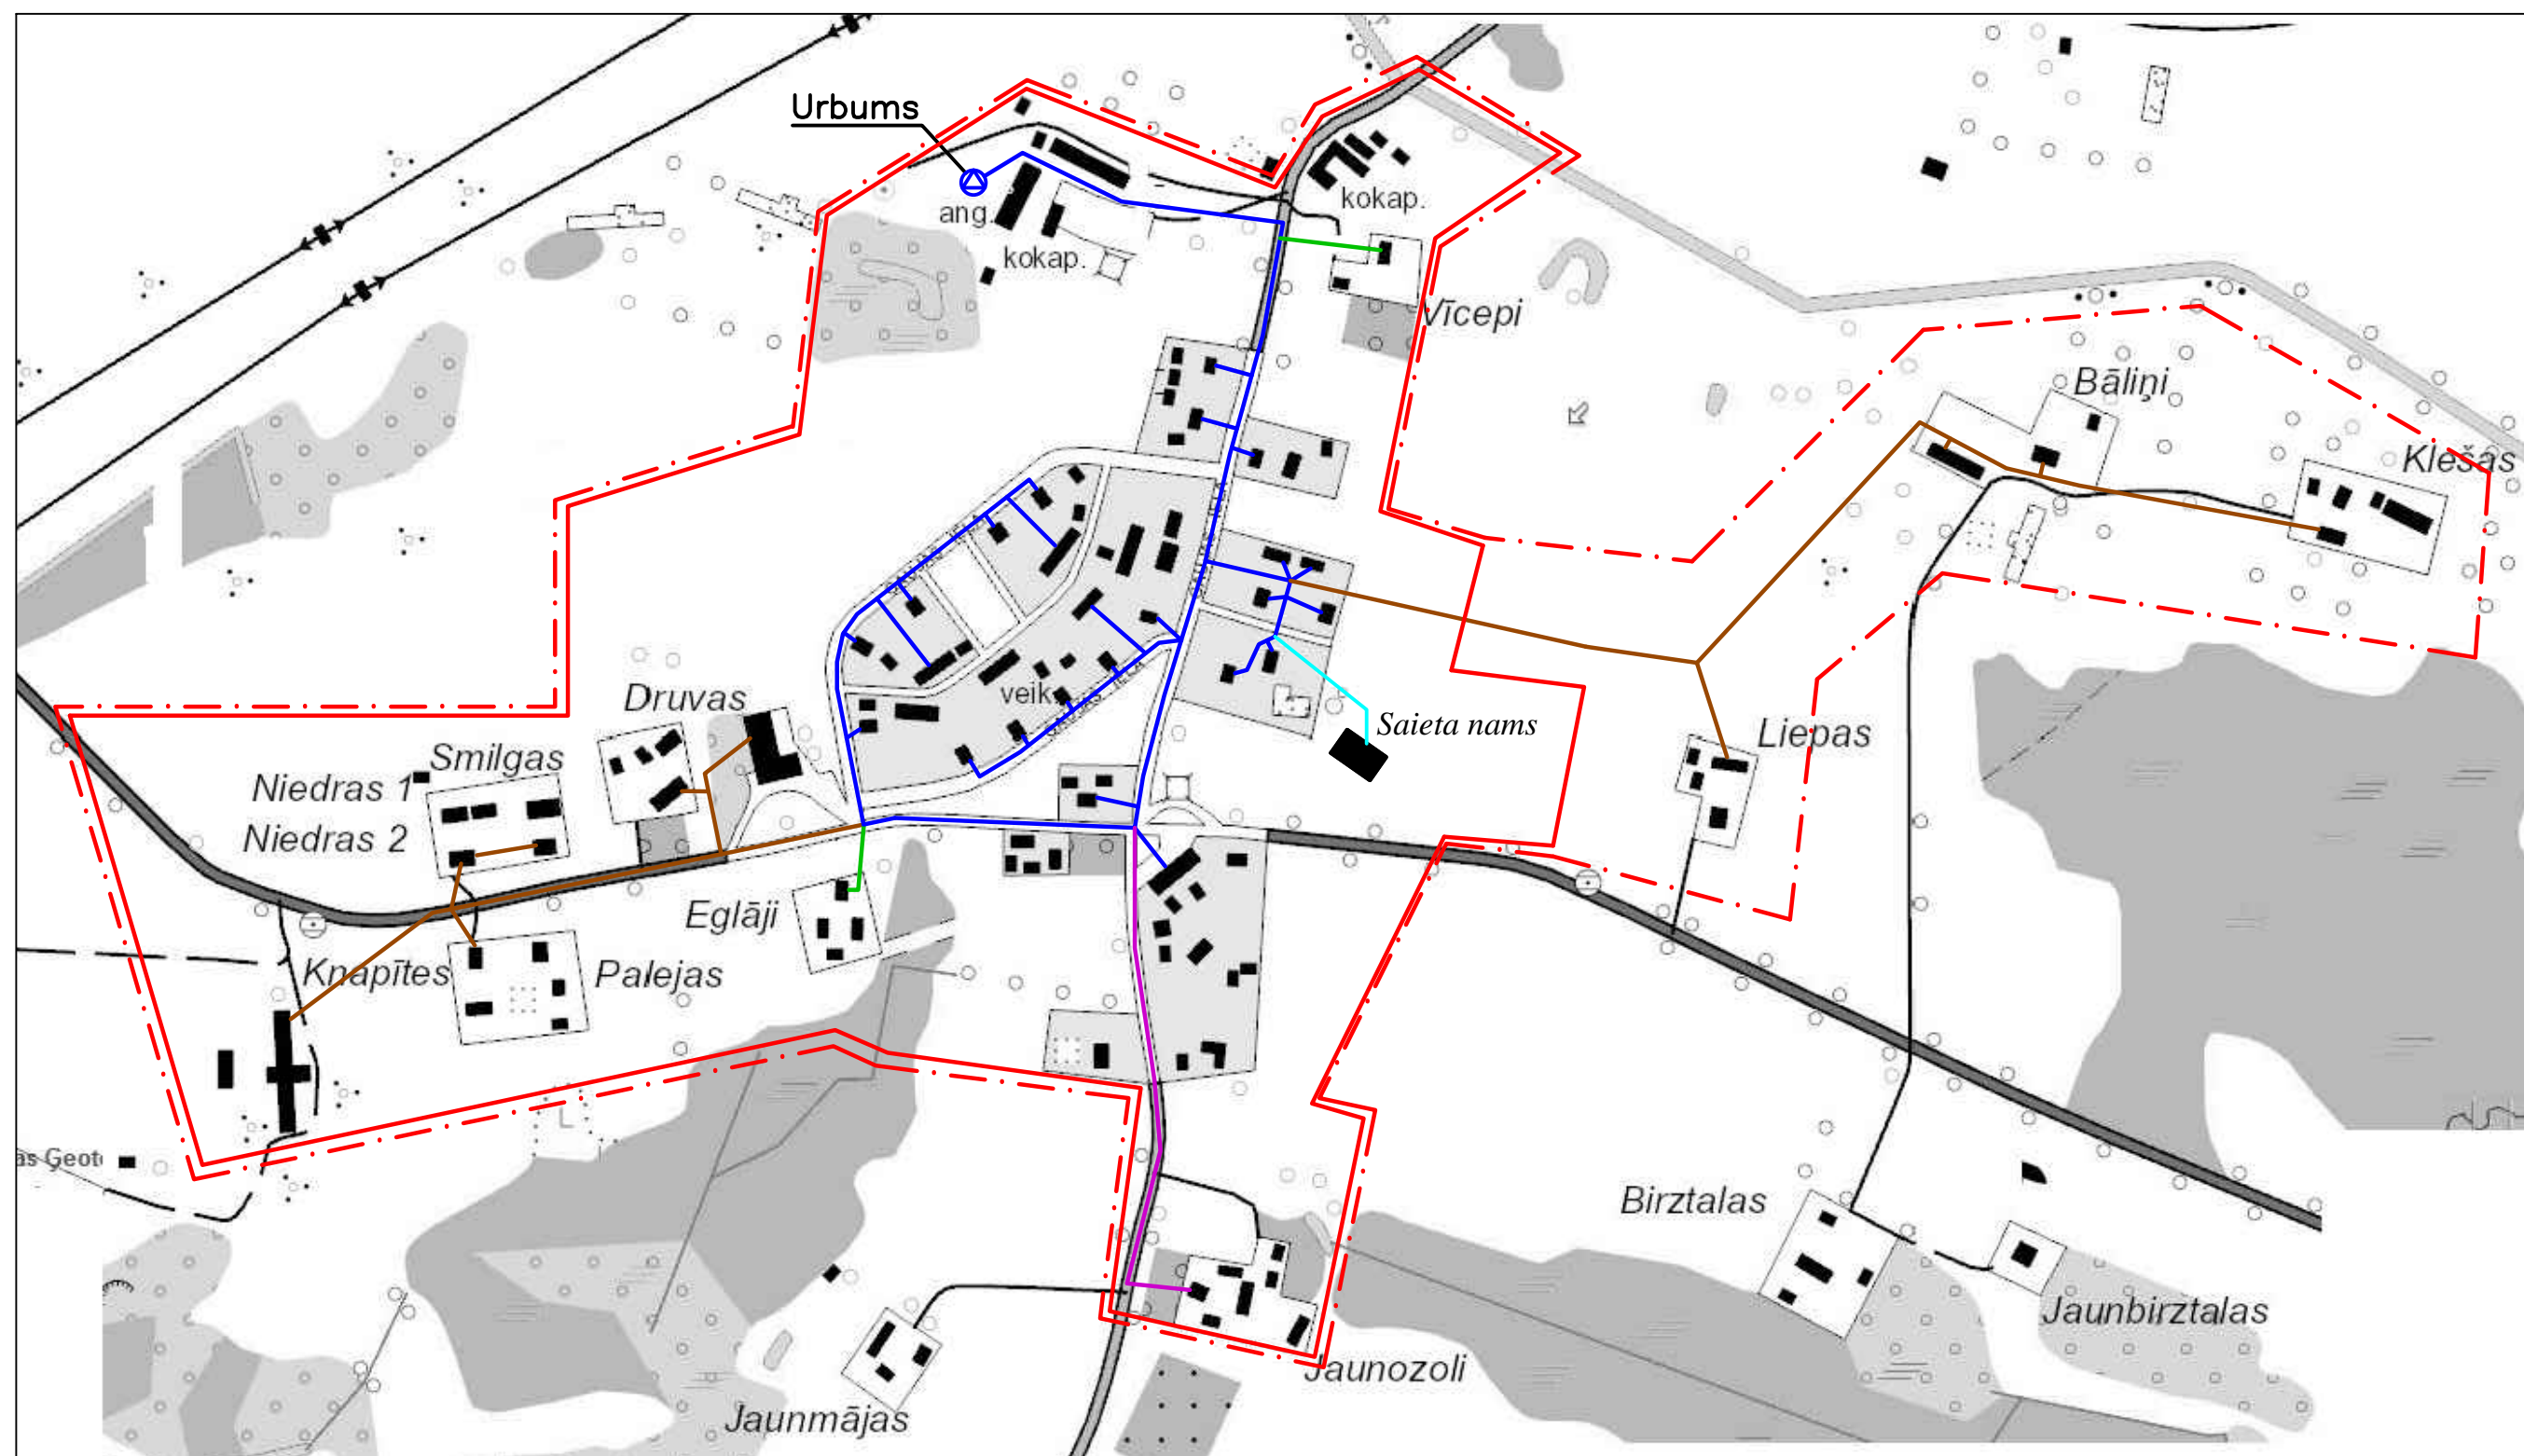 Urbums
ang.
kokap.
kokap.
Vīcepi
Bāliņi
Klešas
Druvas
veik.
Saieta nams
Liepas
Smilgas
Niedras 1
Niedras 2
Eglāji
Knapītes
Palejas
Birztalas
Jaunbirztalas
Jaunozoli
Jaunmājas